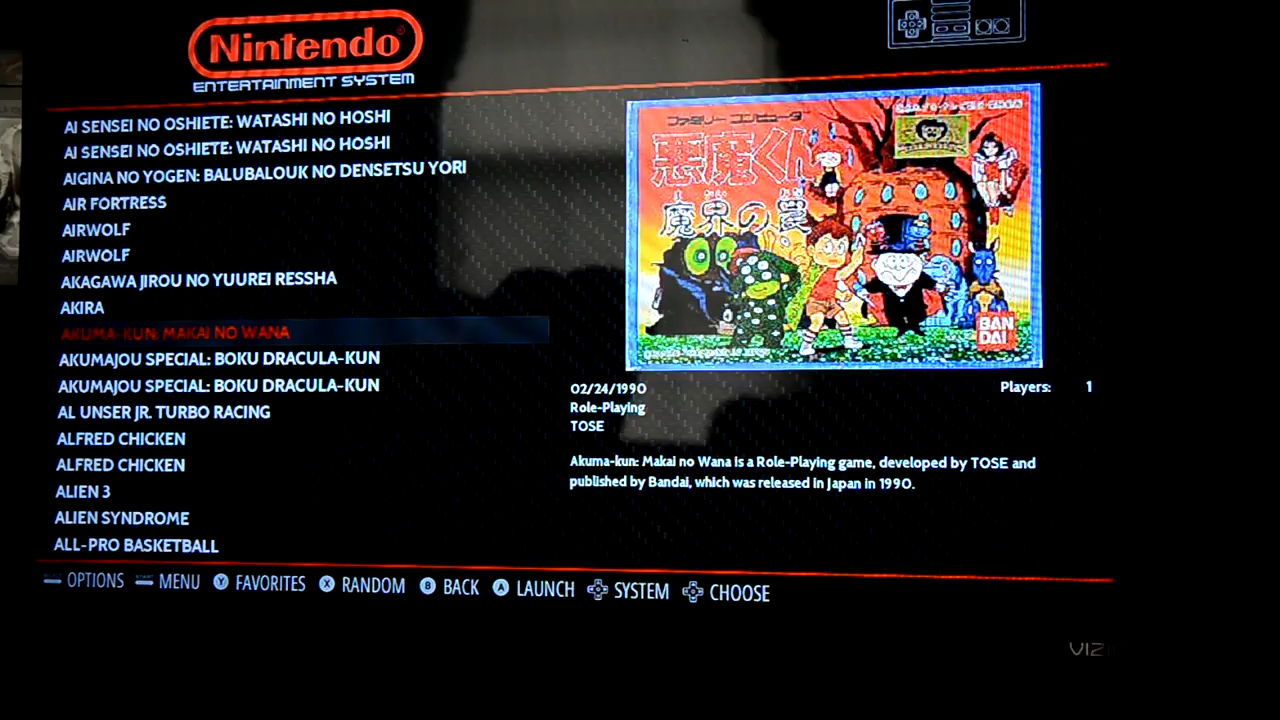 Nintendo®
ENTERTAINMENT SYSTEM
AI SENSEI NO OSHIETE: WATASHI NO HOSHI
AI SENSEI NO OSHIETE: WATASHI NO HOSHI
AIGINA NO YOGEN: BALUBALOUK NO DENSETSU YORI
AIR FORTRESS
AIRWOLF
AIRWOLF
AKAGAWA JIROU NO YUUREI RESSHA
AKIRA
AKUMA-KUN: MAKAI NO WANA
AKUMAJOU SPECIAL: BOKU DRACULA-KUN
AKUMAJOU SPECIAL: BOKU DRACULA-KUN
AL UNSER JR. TURBO RACING
ALFRED CHICKEN
ALFRED CHICKEN
ALIEN 3
ALIEN SYNDROME
ALL-PRO BASKETBALL
ファミリー コンピュータ
悪魔くん
魔界の罠
BAN
DAI
02/24/1990
Players: 1
Role-Playing
TOSE
Akuma-kun: Makai no Wana is a Role-Playing game, developed by TOSE and
published by Bandai, which was released in Japan in 1990.
OPTIONS MENU Y FAVORITES X RANDOM B BACK A LAUNCH SYSTEM CHOOSE